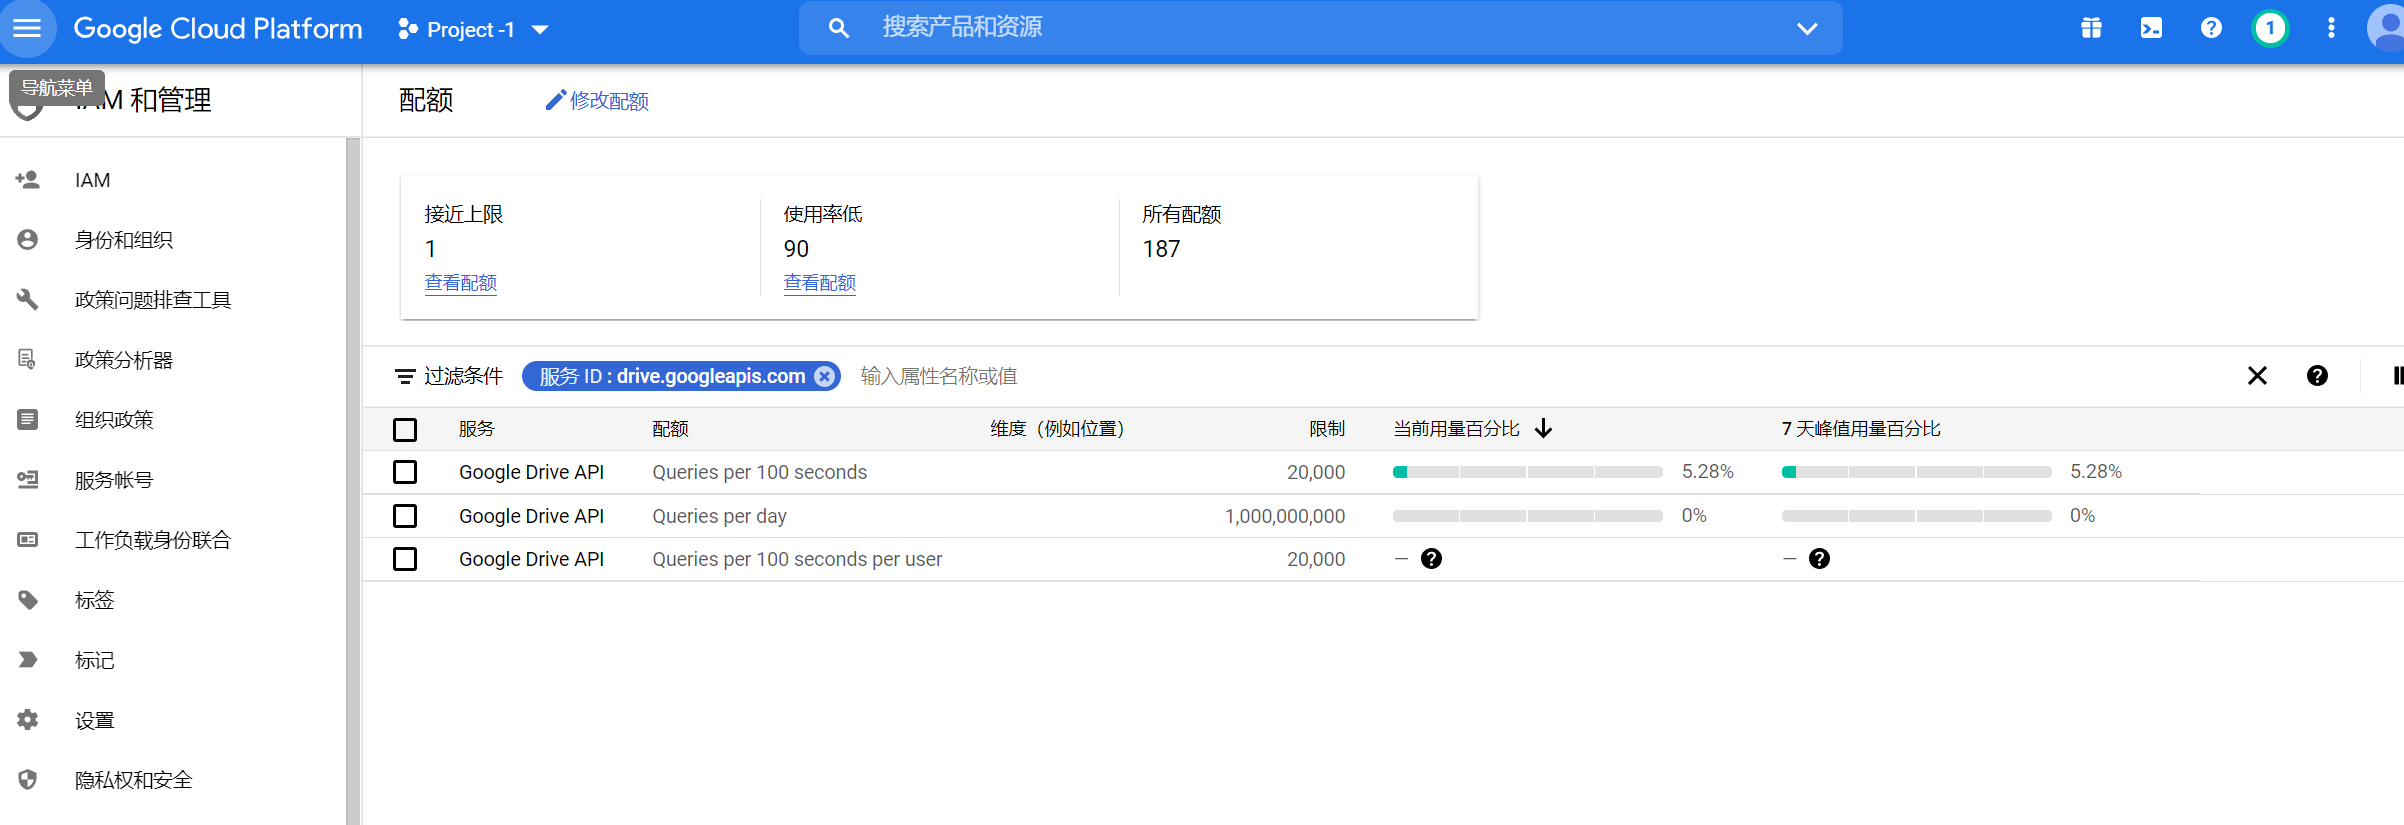 Google Cloud Platform
Project -1
搜索产品和资源
1
导航菜单
IAM 和管理
配额
修改配额
IAM
身份和组织
政策问题排查工具
政策分析器
组织政策
服务帐号
工作负载身份联合
标签
标记
设置
隐私权和安全
接近上限
1
查看配额
使用率低
90
查看配额
所有配额
187
过滤条件
服务 ID : drive.googleapis.com
输入属性名称或值
服务 配额 维度（例如位置） 限制 当前用量百分比 7 天峰值用量百分比
Google Drive API Queries per 100 seconds 20,000 5.28% 5.28%
Google Drive API Queries per day 1,000,000,000 0% 0%
Google Drive API Queries per 100 seconds per user 20,000 — —